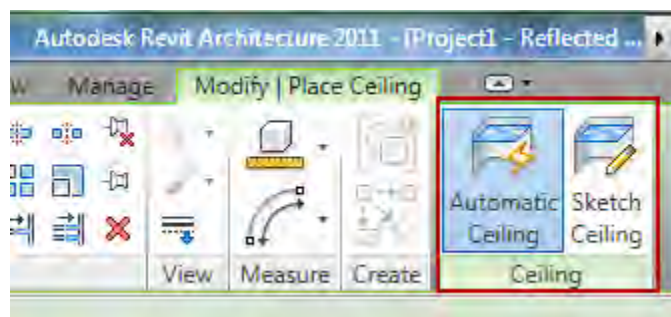 Autodesk Revit Architecture 2011 - [Project1 - Reflected ...
Manage Modify | Place Ceiling
Automatic Ceiling
Sketch Ceiling
View Measure Create Ceiling